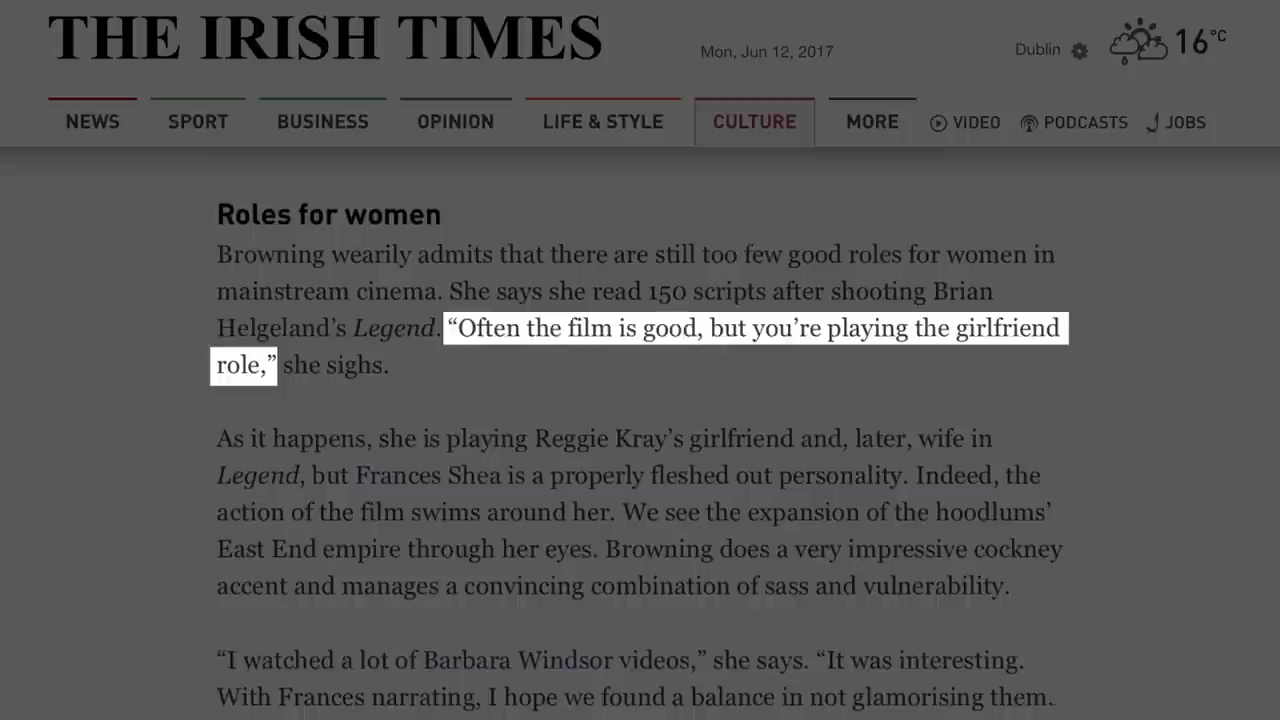 THE IRISH TIMES
Mon, Jun 12, 2017
Dublin
16°C
NEWS SPORT BUSINESS OPINION LIFE & STYLE CULTURE MORE VIDEO PODCASTS JOBS
Roles for women
Browning wearily admits that there are still too few good roles for women in
mainstream cinema. She says she read 150 scripts after shooting Brian
Helgeland’s Legend. “Often the film is good, but you’re playing the girlfriend
role,” she sighs.
As it happens, she is playing Reggie Kray’s girlfriend and, later, wife in
Legend, but Frances Shea is a properly fleshed out personality. Indeed, the
action of the film swims around her. We see the expansion of the hoodlums’
East End empire through her eyes. Browning does a very impressive cockney
accent and manages a convincing combination of sass and vulnerability.
“I watched a lot of Barbara Windsor videos,” she says. “It was interesting.
With Frances narrating, I hope we found a balance in not glamorising them.